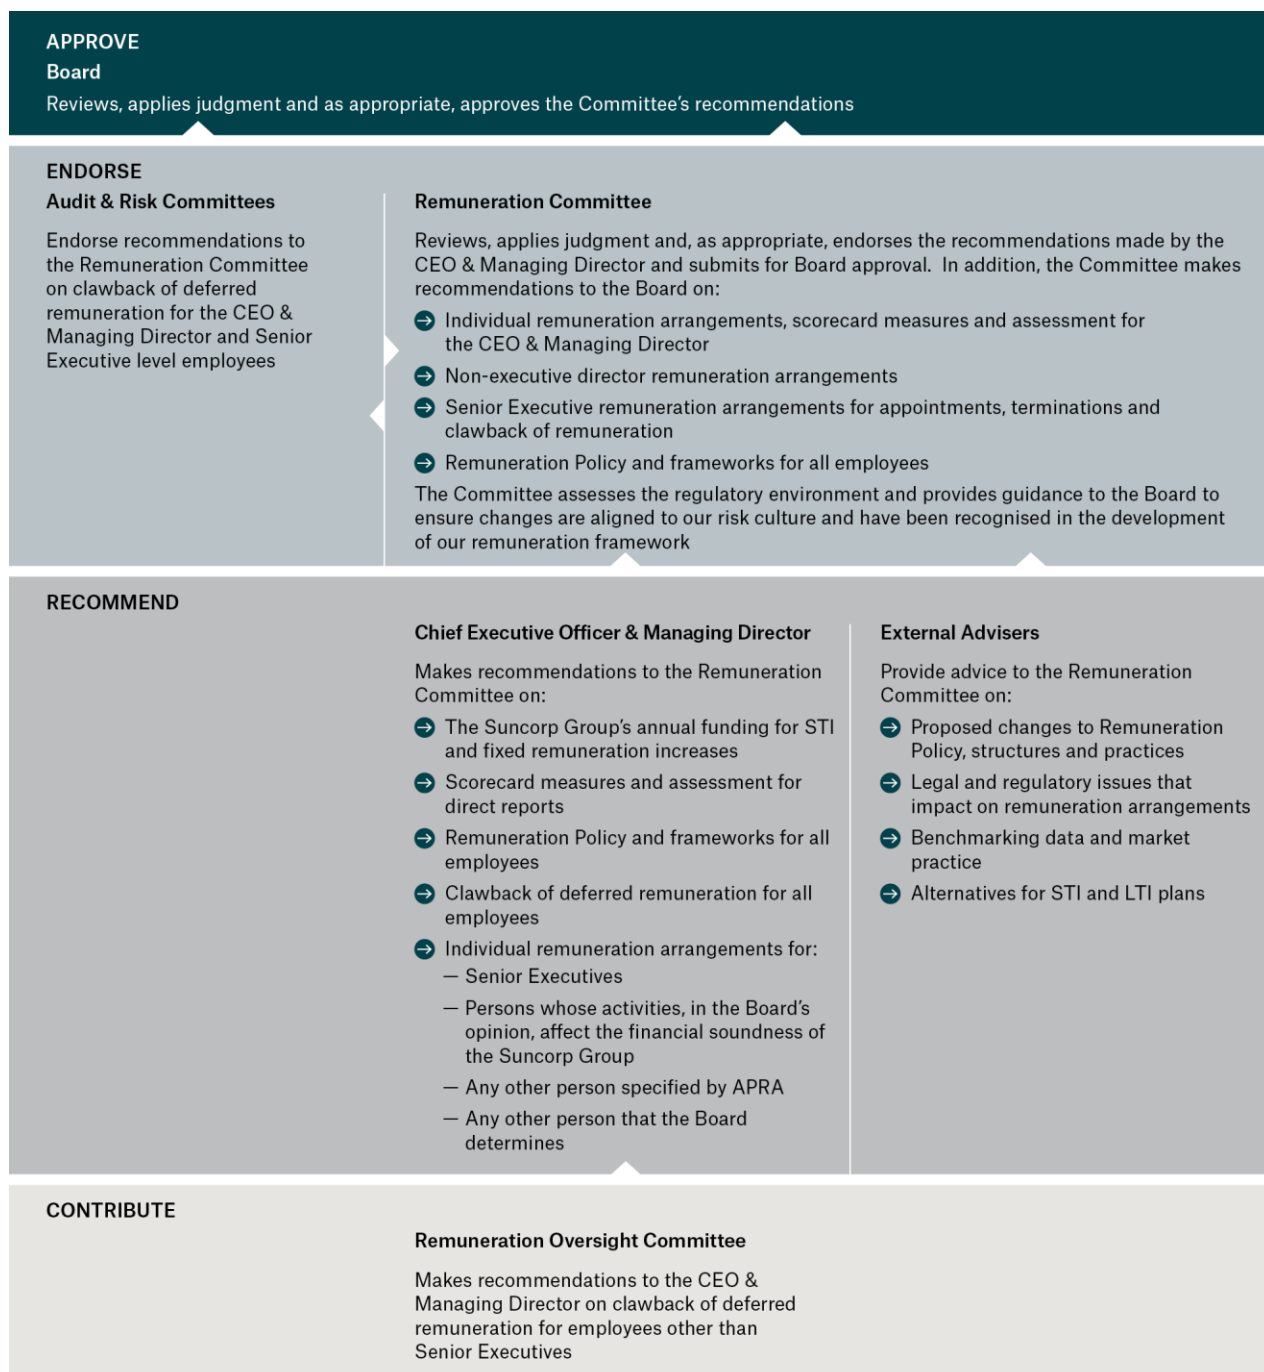 APPROVE
Board
Reviews, applies judgment and as appropriate, approves the Committee’s recommendations
ENDORSE
Audit & Risk Committees
Endorse recommendations to
the Remuneration Committee
on clawback of deferred
remuneration for the CEO &
Managing Director and Senior
Executive level employees
Remuneration Committee
Reviews, applies judgment and, as appropriate, endorses the recommendations made by the
CEO & Managing Director and submits for Board approval.  In addition, the Committee makes
recommendations to the Board on:
Individual remuneration arrangements, scorecard measures and assessment for
the CEO & Managing Director
Non-executive director remuneration arrangements
Senior Executive remuneration arrangements for appointments, terminations and
clawback of remuneration
Remuneration Policy and frameworks for all employees
The Committee assesses the regulatory environment and provides guidance to the Board to
ensure changes are aligned to our risk culture and have been recognised in the development
of our remuneration framework
RECOMMEND
Chief Executive Officer & Managing Director
Makes recommendations to the Remuneration
Committee on:
The Suncorp Group’s annual funding for STI
and fixed remuneration increases
Scorecard measures and assessment for
direct reports
Remuneration Policy and frameworks for all
employees
Clawback of deferred remuneration for all
employees
Individual remuneration arrangements for:
— Senior Executives
— Persons whose activities, in the Board’s
opinion, affect the financial soundness of
the Suncorp Group
— Any other person specified by APRA
— Any other person that the Board
determines
External Advisers
Provide advice to the Remuneration
Committee on:
Proposed changes to Remuneration
Policy, structures and practices
Legal and regulatory issues that
impact on remuneration arrangements
Benchmarking data and market
practice
Alternatives for STI and LTI plans
CONTRIBUTE
Remuneration Oversight Committee
Makes recommendations to the CEO &
Managing Director on clawback of deferred
remuneration for employees other than
Senior Executives